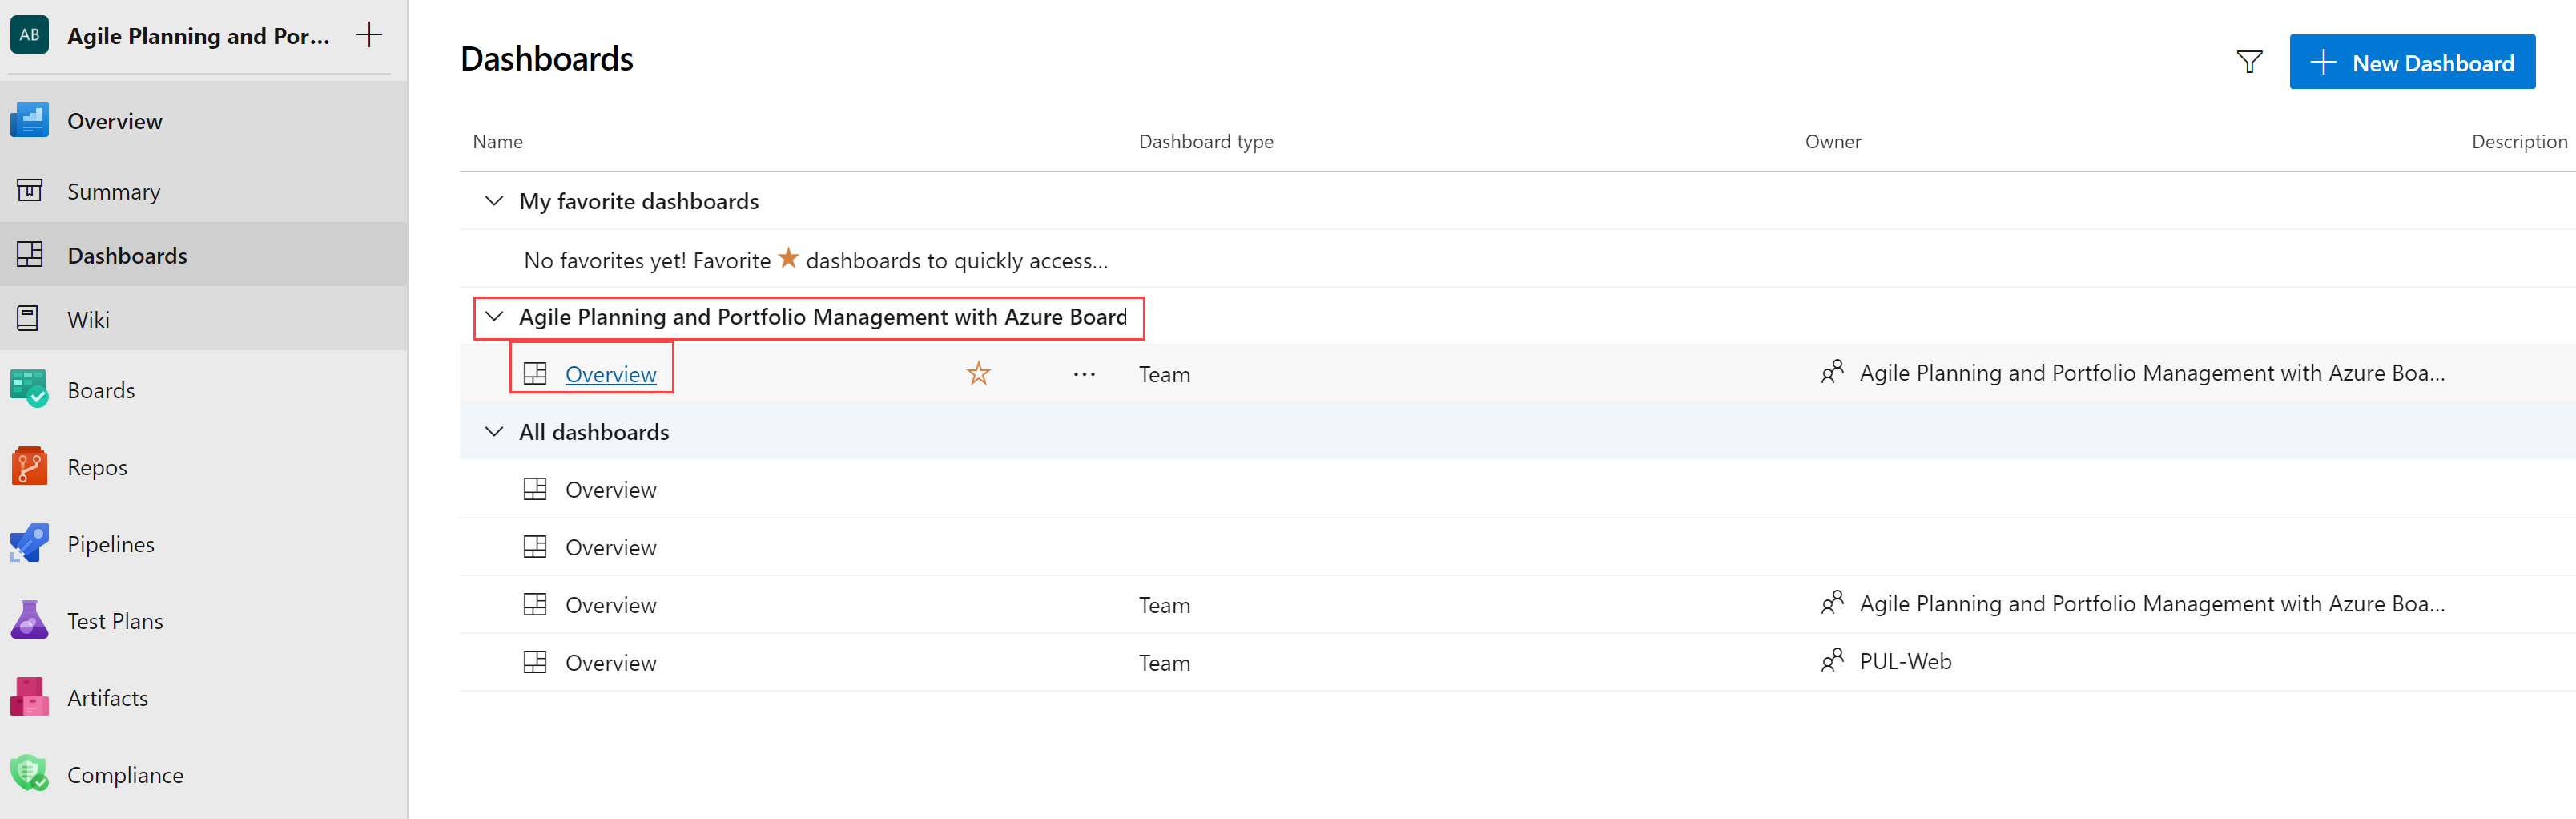 AB Agile Planning and Por...
Overview
Summary
Dashboards
Wiki
Boards
Repos
Pipelines
Test Plans
Artifacts
Compliance
Dashboards
New Dashboard
Name Dashboard type Owner Description
My favorite dashboards
No favorites yet! Favorite ★ dashboards to quickly access...
Agile Planning and Portfolio Management with Azure Board
Overview ... Team Agile Planning and Portfolio Management with Azure Boa...
All dashboards
Overview
Overview
Overview Team Agile Planning and Portfolio Management with Azure Boa...
Overview Team PUL-Web